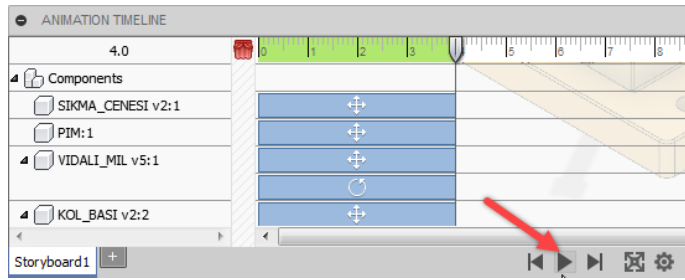 ANIMATION TIMELINE
4.0
0 1 2 3 5 6 7 8
Components
SIKMA_CENESI v2:1
PIM:1
VIDALI_MIL v5:1
KOL_BASI v2:2
Storyboard1 +